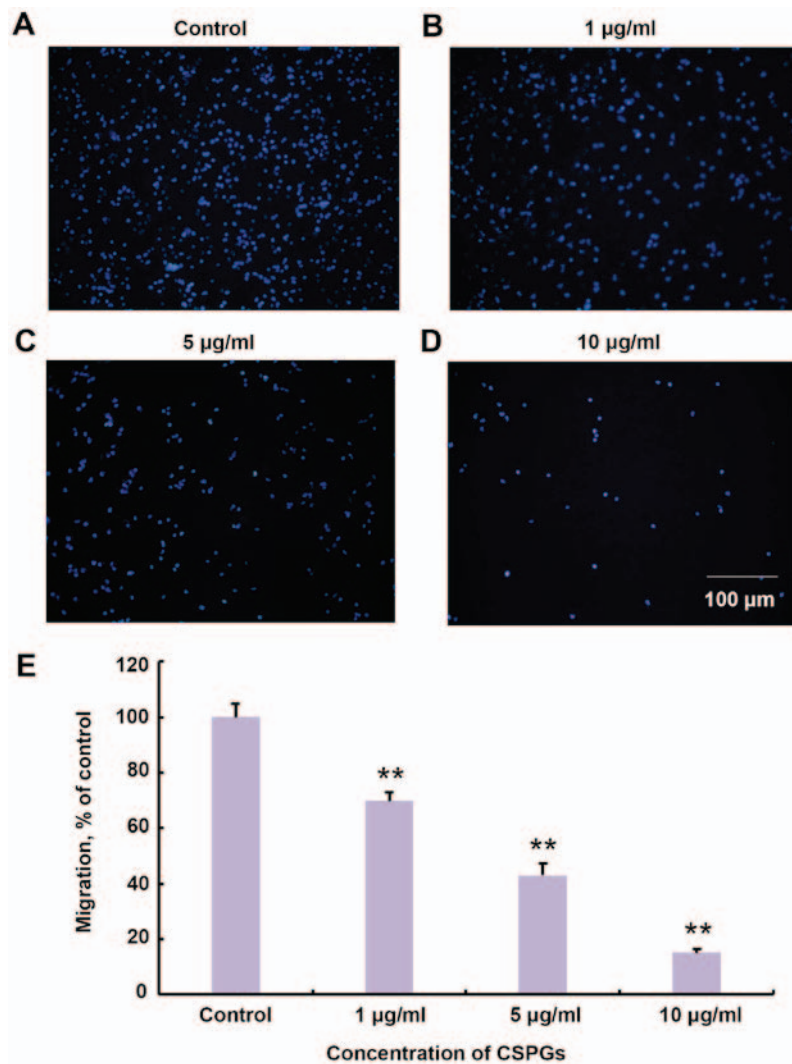 A Control
B 1 µg/ml
C 5 µg/ml
D 10 µg/ml
100 µm
E
120
100
80
60
40
20
0
Migration, % of control
**
**
**
Control 1 µg/ml 5 µg/ml 10 µg/ml
Concentration of CSPGs